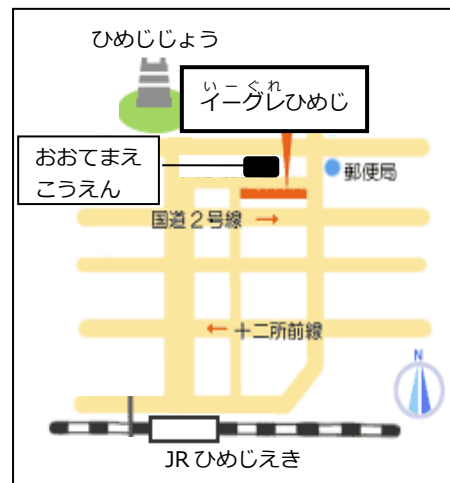 ひめじじょう
いーぐれ
イーグレひめじ
おおてまえ
こうえん
郵便局
国道２号線 →
← 十二所前線
N
JRひめじえき